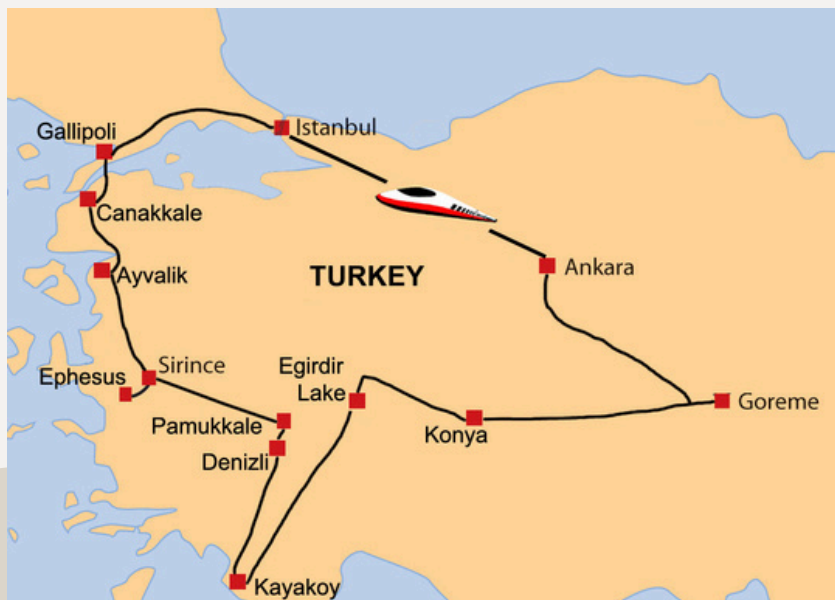 Istanbul
Gallipoli
Canakkale
Ankara
Ayvalik
TURKEY
Sirince
Egirdir
Lake
Ephesus
Goreme
Pamukkale
Konya
Denizli
Kayakoy